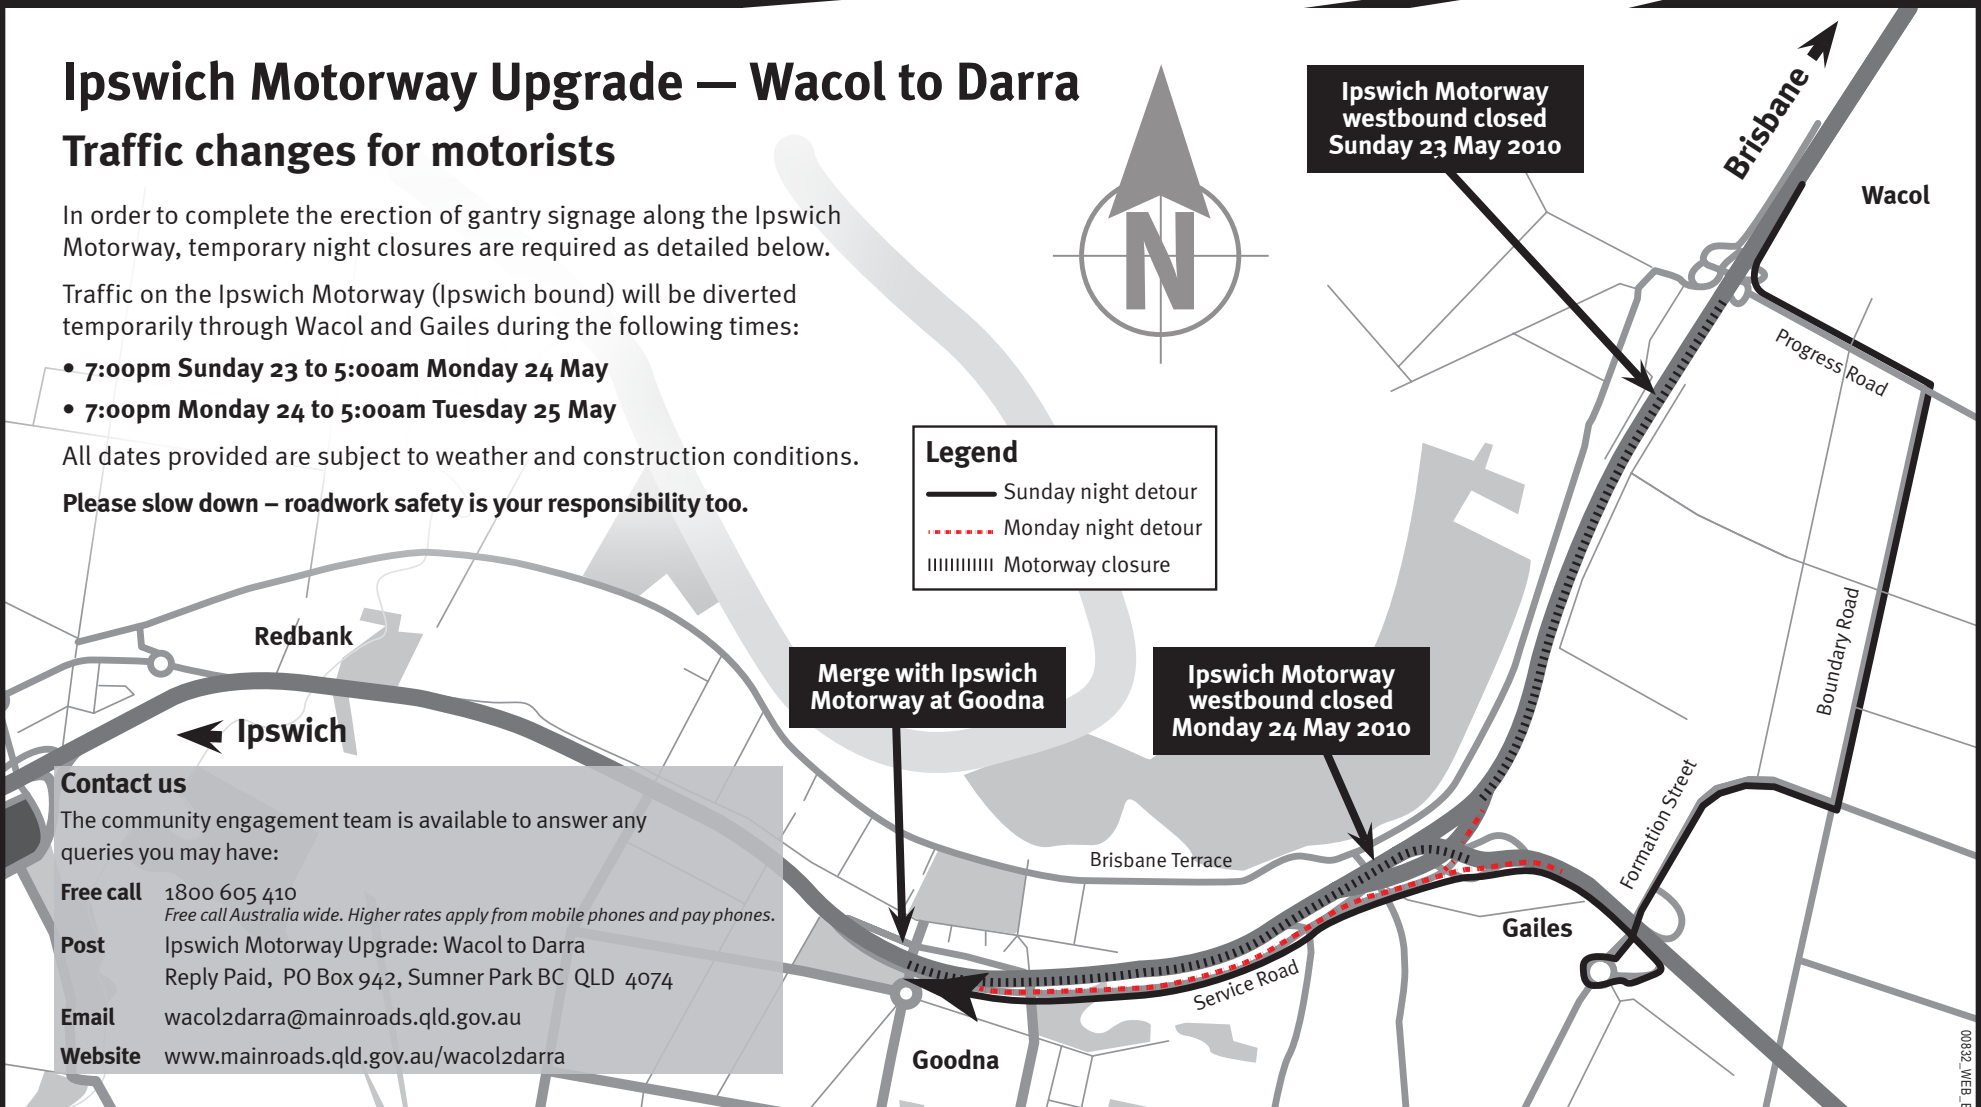 Ipswich Motorway Upgrade — Wacol to Darra
Traffic changes for motorists
In order to complete the erection of gantry signage along the Ipswich
Motorway, temporary night closures are required as detailed below.
Traffic on the Ipswich Motorway (Ipswich bound) will be diverted
temporarily through Wacol and Gailes during the following times:
• 7:00pm Sunday 23 to 5:00am Monday 24 May
• 7:00pm Monday 24 to 5:00am Tuesday 25 May
All dates provided are subject to weather and construction conditions.
Please slow down – roadwork safety is your responsibility too.
N
Ipswich Motorway
westbound closed
Sunday 23 May 2010
Brisbane
Wacol
Progress Road
Legend
Sunday night detour
Monday night detour
Motorway closure
Boundary Road
Redbank
Ipswich
Merge with Ipswich
Motorway at Goodna
Ipswich Motorway
westbound closed
Monday 24 May 2010
Formation Street
Brisbane Terrace
Gailes
Service Road
Goodna
Contact us
The community engagement team is available to answer any
queries you may have:
Free call 1800 605 410
Free call Australia wide. Higher rates apply from mobile phones and pay phones.
Post Ipswich Motorway Upgrade: Wacol to Darra
Reply Paid, PO Box 942, Sumner Park BC QLD 4074
Email wacol2darra@mainroads.qld.gov.au
Website www.mainroads.qld.gov.au/wacol2darra
00832_WEB_